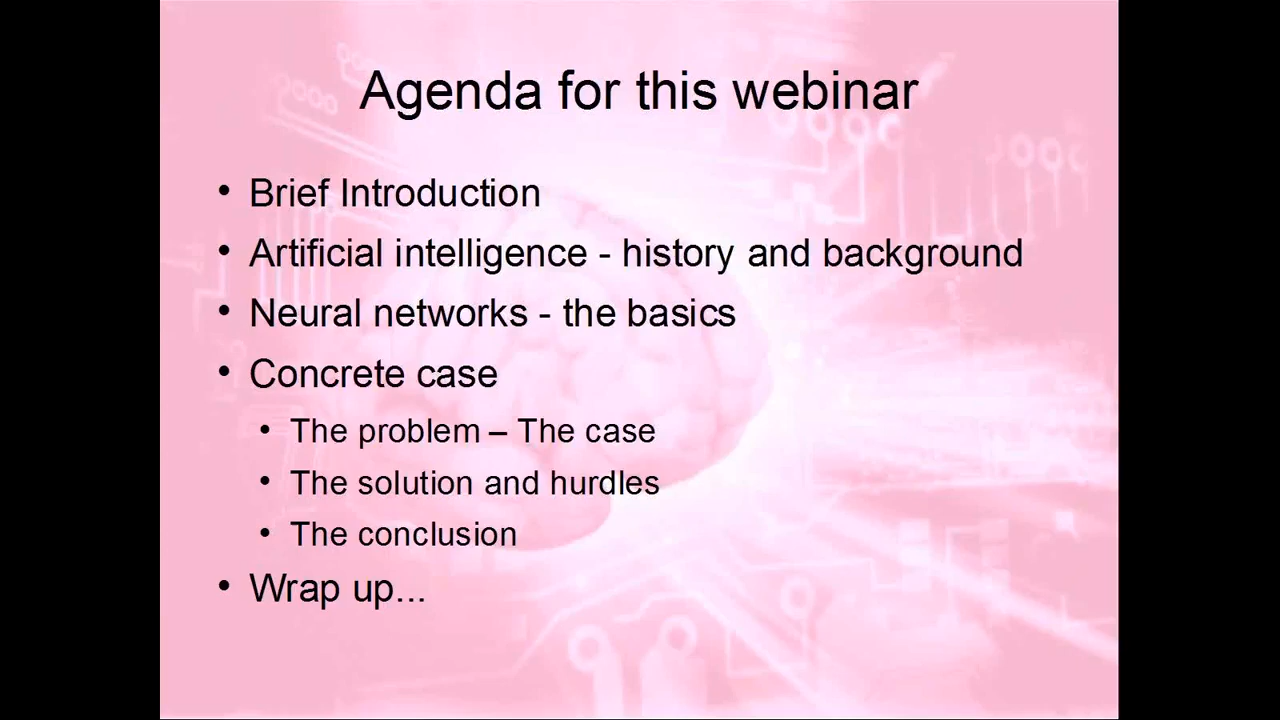 Agenda for this webinar
• Brief Introduction
• Artificial intelligence - history and background
• Neural networks - the basics
• Concrete case
• The problem – The case
• The solution and hurdles
• The conclusion
• Wrap up...